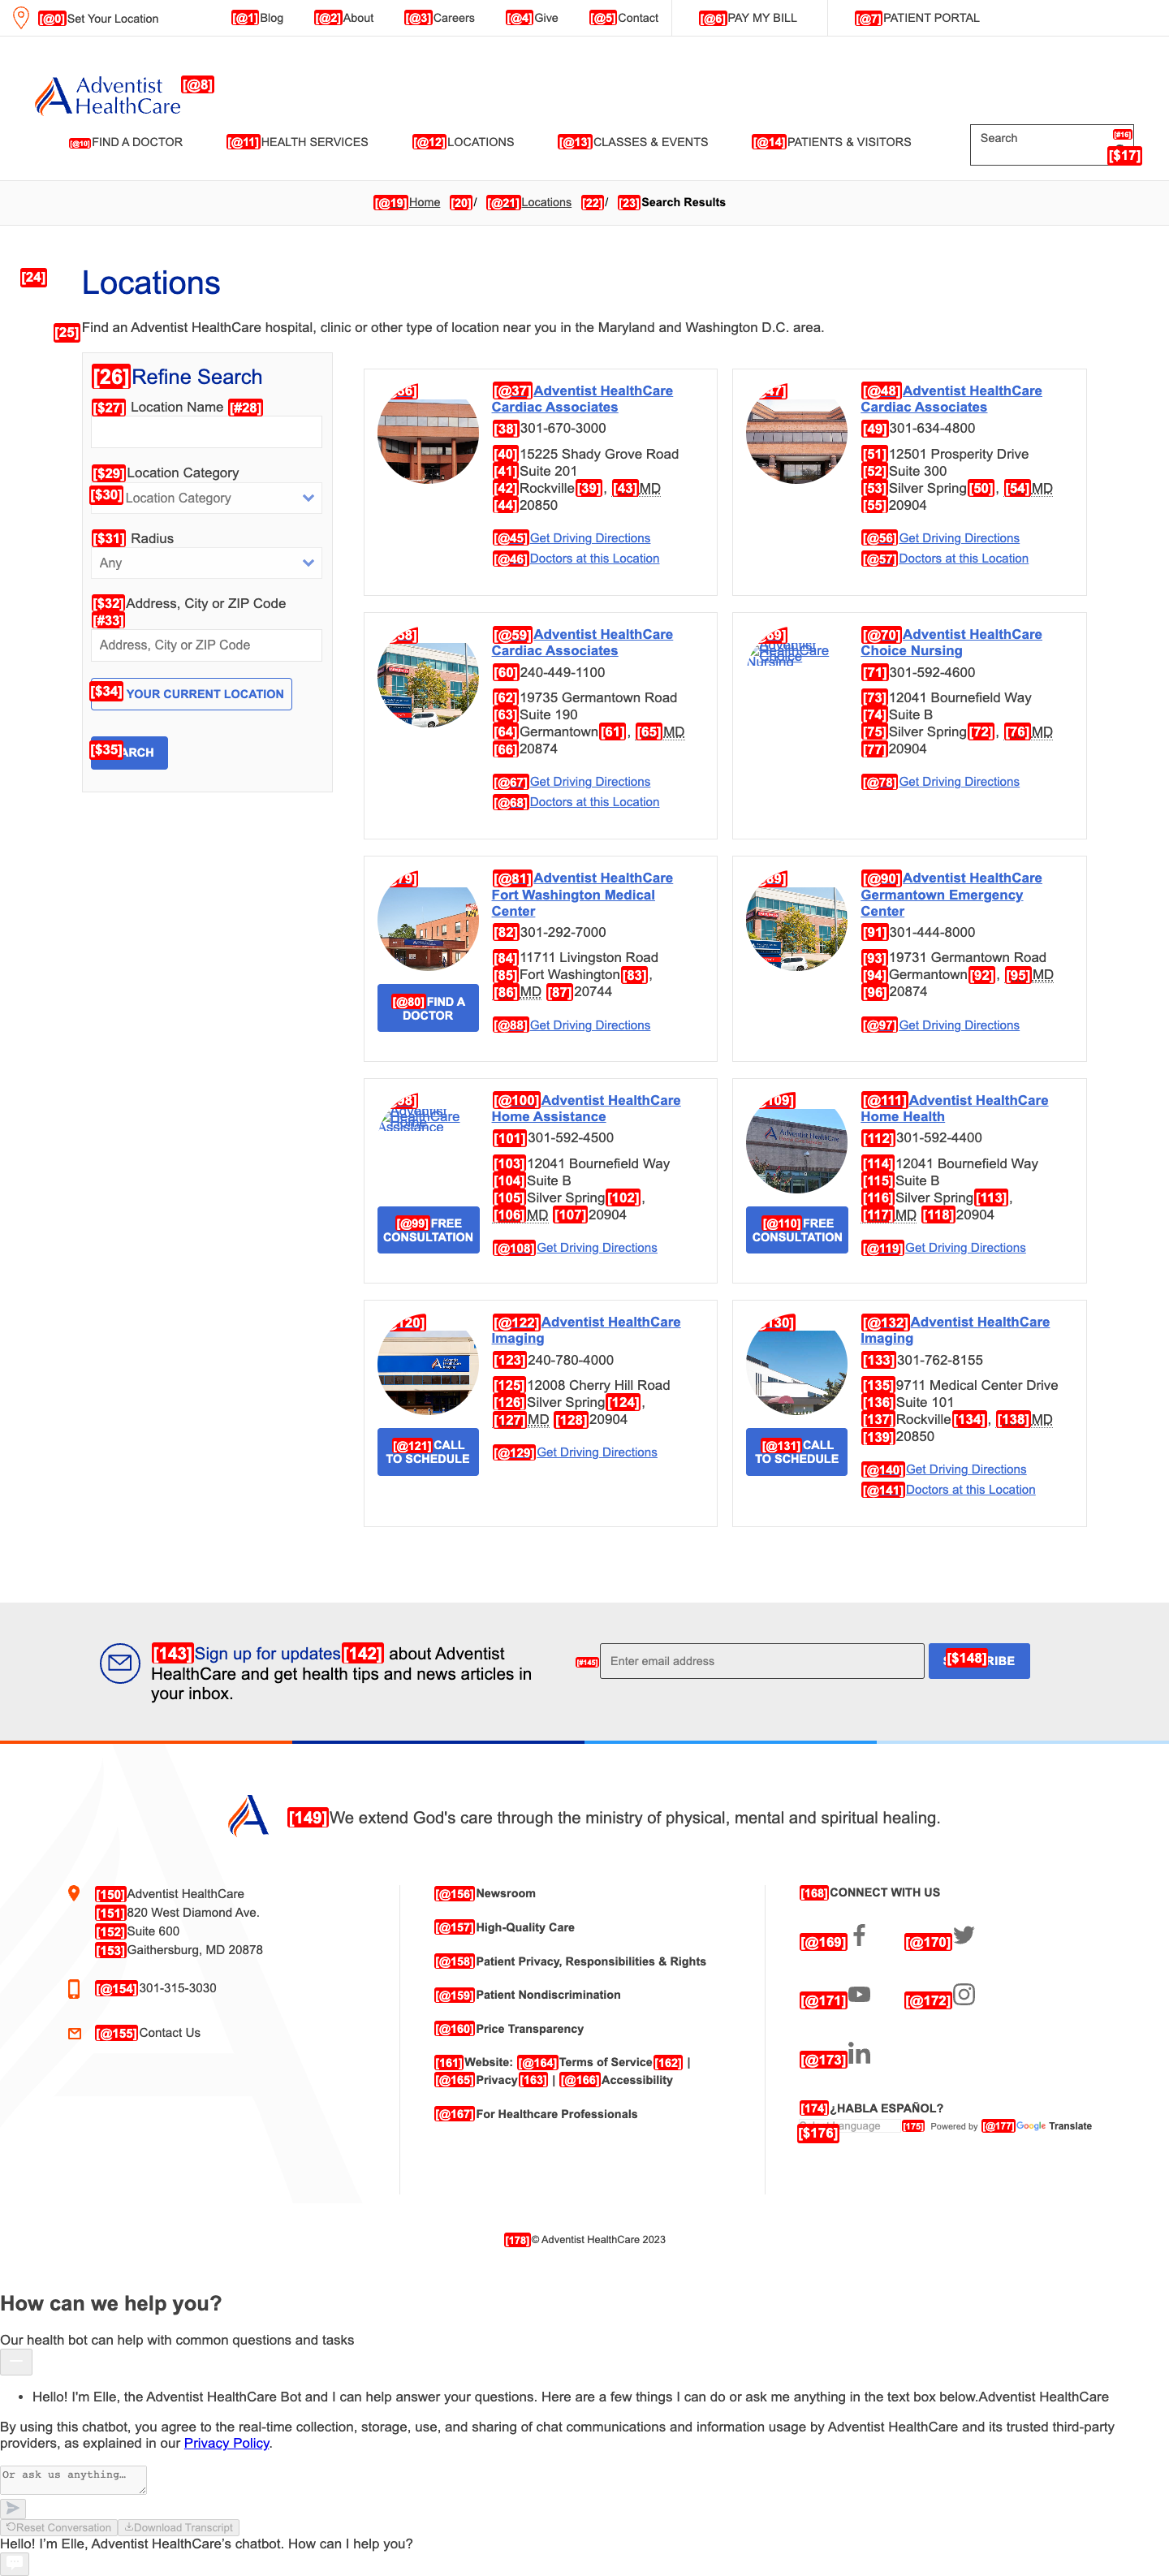 [@0] Set Your Location [@1] Blog [@2] About [@3] Careers [@4] Give [@5] Contact [@6] PAY MY BILL [@7] PATIENT PORTAL
Adventist [@8]
HealthCare
[@10] FIND A DOCTOR [@11] HEALTH SERVICES [@12] LOCATIONS [@13] CLASSES & EVENTS [@14] PATIENTS & VISITORS Search [#16]
[$17]
[@19] Home [20] / [@21] Locations [22] / [23] Search Results
[24] Locations
[25] Find an Adventist HealthCare hospital, clinic or other type of location near you in the Maryland and Washington D.C. area.
[26] Refine Search
[$27] Location Name [#28]
[$29] Location Category
[$30] Location Category
[$31] Radius
Any
[$32] Address, City or ZIP Code
[#33]
Address, City or ZIP Code
[$34] YOUR CURRENT LOCATION
[$35]
[@37] Adventist HealthCare
Cardiac Associates
[38] 301-670-3000
[40] 15225 Shady Grove Road
[41] Suite 201
[42] Rockville [39] , [43] MD
[44] 20850
[@45] Get Driving Directions
[@46] Doctors at this Location
[@48] Adventist HealthCare
Cardiac Associates
[49] 301-634-4800
[51] 12501 Prosperity Drive
[52] Suite 300
[53] Silver Spring [50] , [54] MD
[55] 20904
[@56] Get Driving Directions
[@57] Doctors at this Location
[@59] Adventist HealthCare
Cardiac Associates
[60] 240-449-1100
[62] 19735 Germantown Road
[63] Suite 190
[64] Germantown [61] , [65] MD
[66] 20874
[@67] Get Driving Directions
[@68] Doctors at this Location
Adventist
HealthCare
Choice
Nursing
[@70] Adventist HealthCare
Choice Nursing
[71] 301-592-4600
[73] 12041 Bournefield Way
[74] Suite B
[75] Silver Spring [72] , [76] MD
[77] 20904
[@78] Get Driving Directions
[@80] FIND A
DOCTOR
[@81] Adventist HealthCare
Fort Washington Medical
Center
[82] 301-292-7000
[84] 11711 Livingston Road
[85] Fort Washington [83] ,
[86] MD [87] 20744
[@88] Get Driving Directions
[@90] Adventist HealthCare
Germantown Emergency
Center
[91] 301-444-8000
[93] 19731 Germantown Road
[94] Germantown [92] , [95] MD
[96] 20874
[@97] Get Driving Directions
Adventist
HealthCare
Home
Assistance
[@99] FREE
CONSULTATION
[@100] Adventist HealthCare
Home Assistance
[101] 301-592-4500
[103] 12041 Bournefield Way
[104] Suite B
[105] Silver Spring [102] ,
[106] MD [107] 20904
[@108] Get Driving Directions
[@110] FREE
CONSULTATION
[@111] Adventist HealthCare
Home Health
[112] 301-592-4400
[114] 12041 Bournefield Way
[115] Suite B
[116] Silver Spring [113] ,
[117] MD [118] 20904
[@119] Get Driving Directions
[@121] CALL
TO SCHEDULE
[@122] Adventist HealthCare
Imaging
[123] 240-780-4000
[125] 12008 Cherry Hill Road
[126] Silver Spring [124] ,
[127] MD [128] 20904
[@129] Get Driving Directions
[@131] CALL
TO SCHEDULE
[@132] Adventist HealthCare
Imaging
[133] 301-762-8155
[135] 9711 Medical Center Drive
[136] Suite 101
[137] Rockville [134] , [138] MD
[139] 20850
[@140] Get Driving Directions
[@141] Doctors at this Location
[143] Sign up for updates [142] about Adventist
HealthCare and get health tips and news articles in
your inbox.
[#145] Enter email address [$148]
[149] We extend God's care through the ministry of physical, mental and spiritual healing.
[150] Adventist HealthCare
[151] 820 West Diamond Ave.
[152] Suite 600
[153] Gaithersburg, MD 20878
[@154] 301-315-3030
[@155] Contact Us
[@156] Newsroom
[@157] High-Quality Care
[@158] Patient Privacy, Responsibilities & Rights
[@159] Patient Nondiscrimination
[@160] Price Transparency
[161] Website: [@164] Terms of Service [162] |
[@165] Privacy [163] | [@166] Accessibility
[@167] For Healthcare Professionals
[168] CONNECT WITH US
[@169] [@170]
[@171] [@172]
[@173]
[174] ¿HABLA ESPAÑOL?
[$176] Language [175] Powered by [@177] Google Translate
[178] © Adventist HealthCare 2023
How can we help you?
Our health bot can help with common questions and tasks
• Hello! I'm Elle, the Adventist HealthCare Bot and I can help answer your questions. Here are a few things I can do or ask me anything in the text box below.Adventist HealthCare
By using this chatbot, you agree to the real-time collection, storage, use, and sharing of chat communications and information usage by Adventist HealthCare and its trusted third-party
providers, as explained in our Privacy Policy.
Or ask us anything…
Reset Conversation Download Transcript
Hello! I'm Elle, Adventist HealthCare's chatbot. How can I help you?